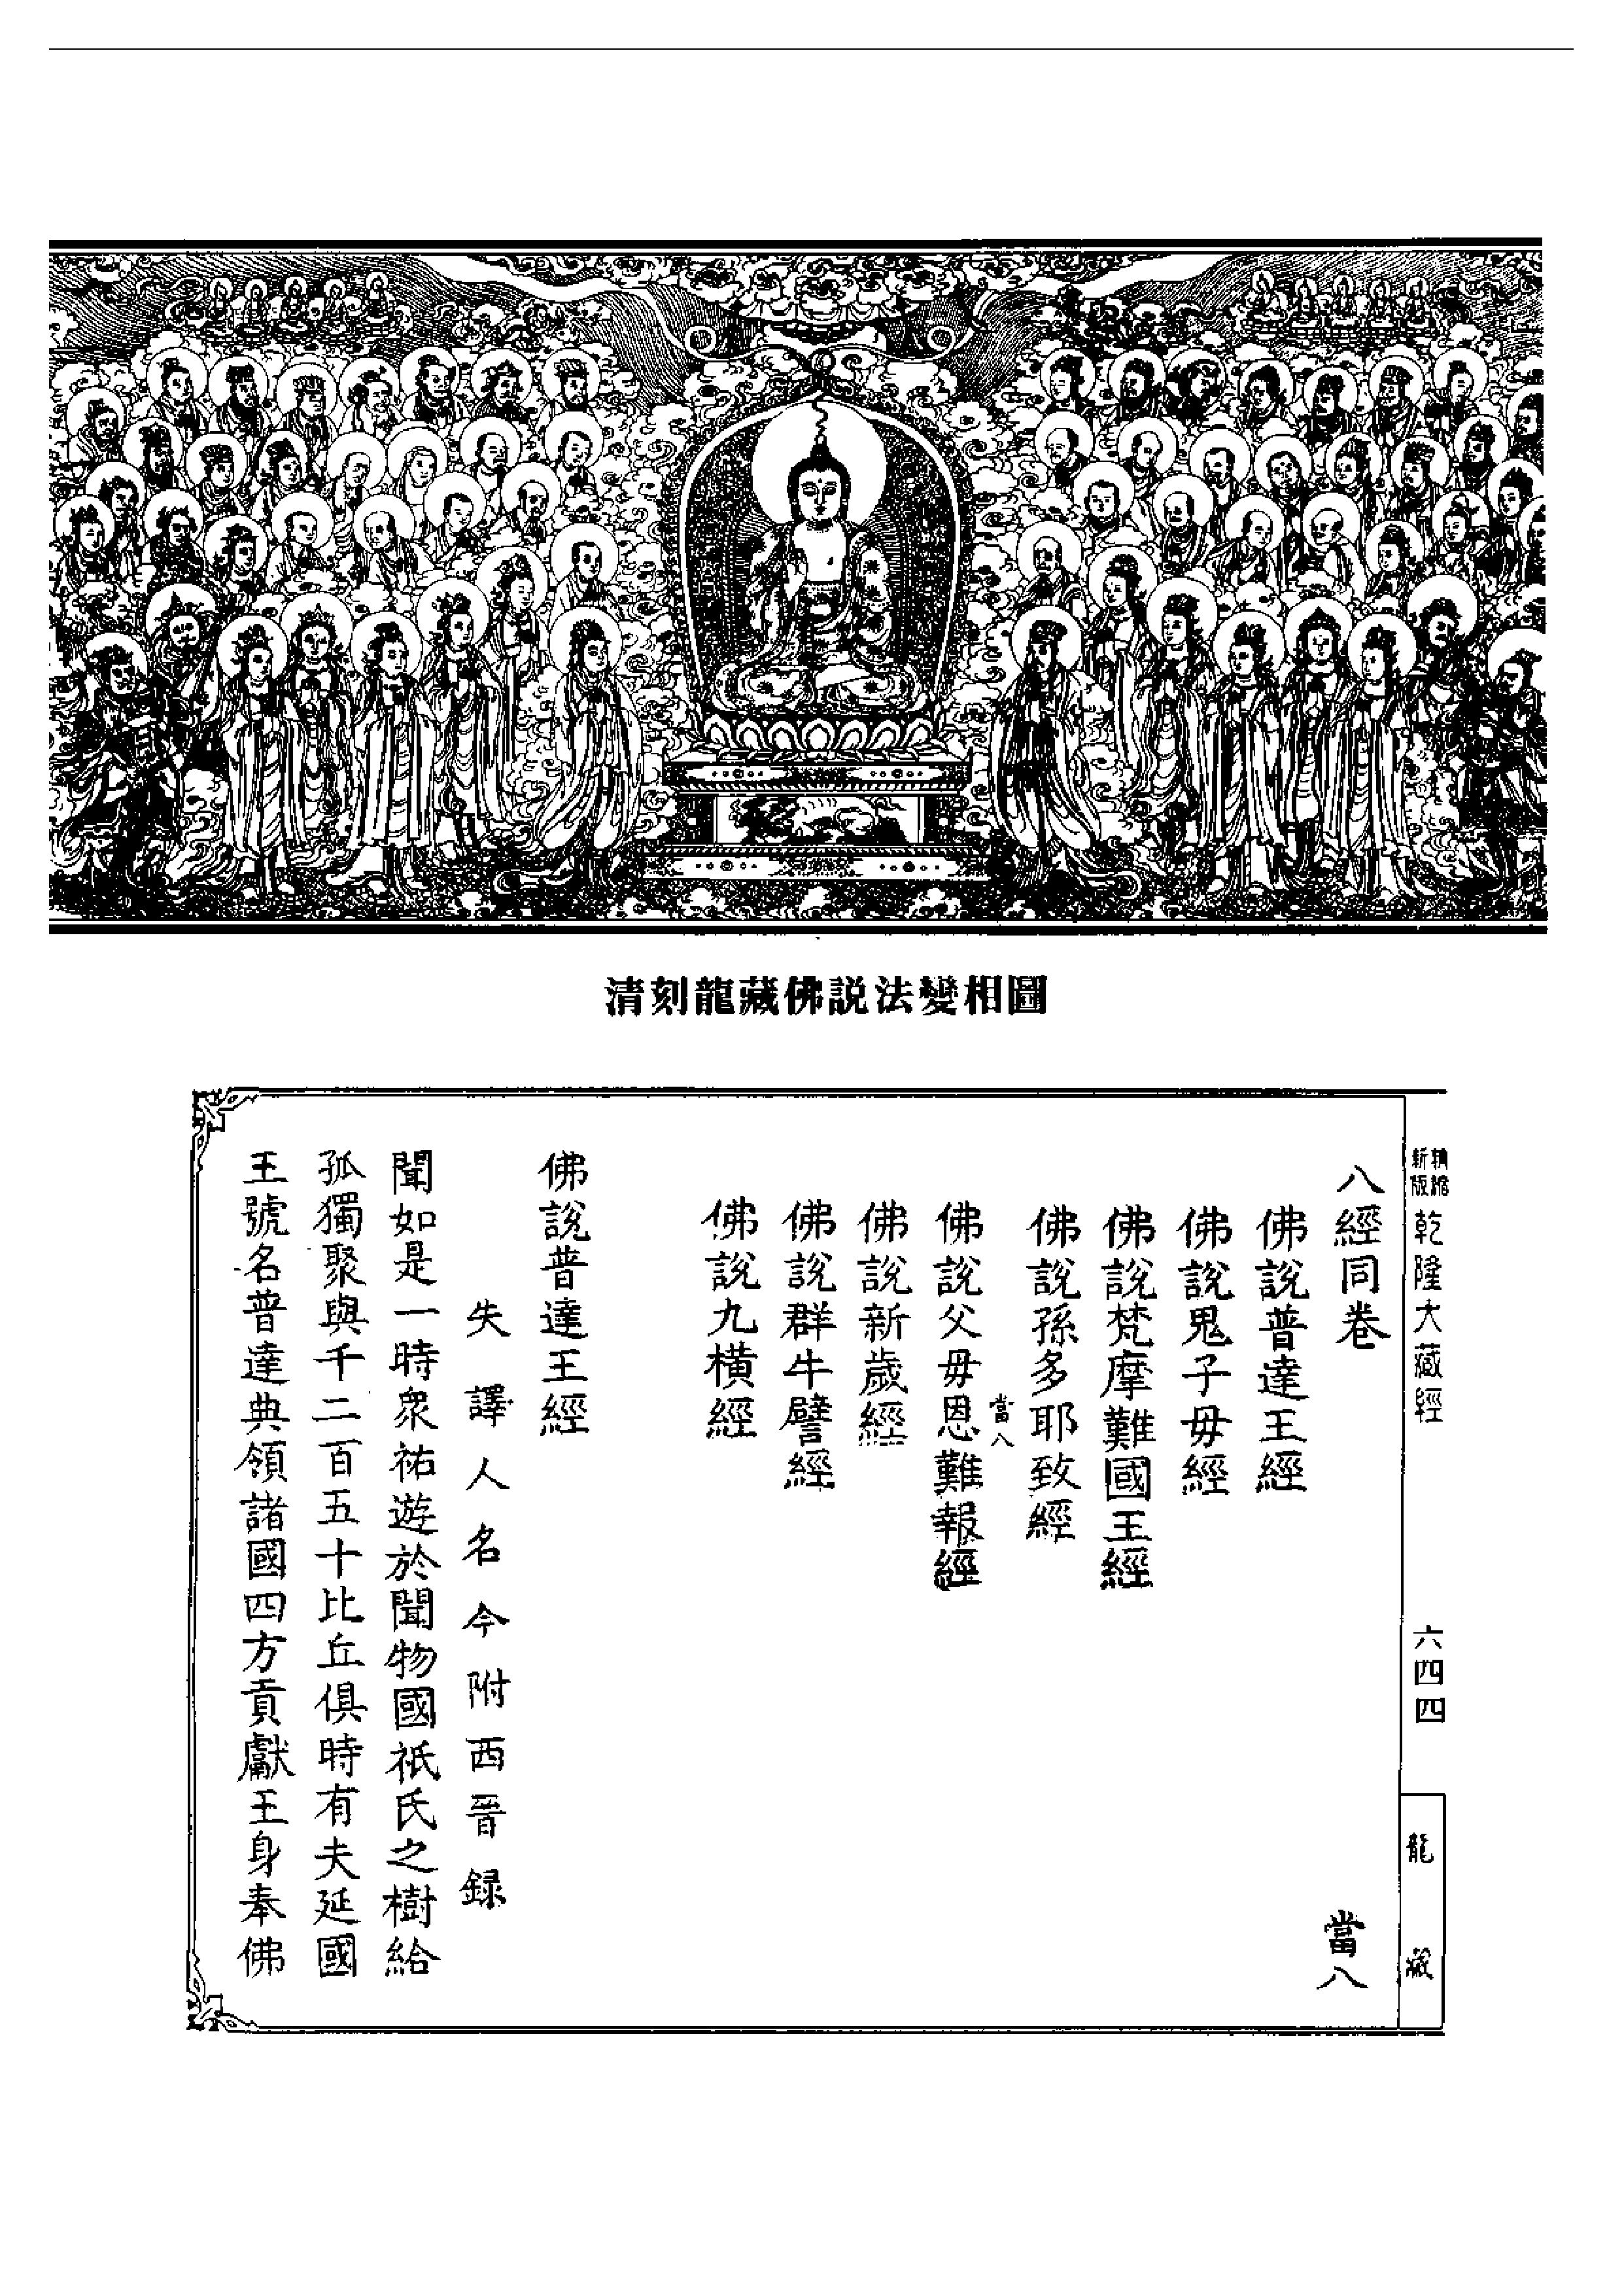 清刻龍藏佛説法變相圖
新版
精縮
乾隆大藏經
六四四
龍藏
八經同卷
當八
佛說普達王經
佛說鬼子毋經
佛說梵摩難國王經
佛說孫多耶致經
當八
佛說父毋恩難報經
佛說新歲經
佛說群牛譬經
佛說九橫經
佛說普達王經
失譯人名今附西晉録
聞如是一時衆祐遊於聞物國祇氏之樹給
孤獨聚與千二百五十比丘俱時有夫延國
王號名普達典領諸國四方貢獻王身奉佛